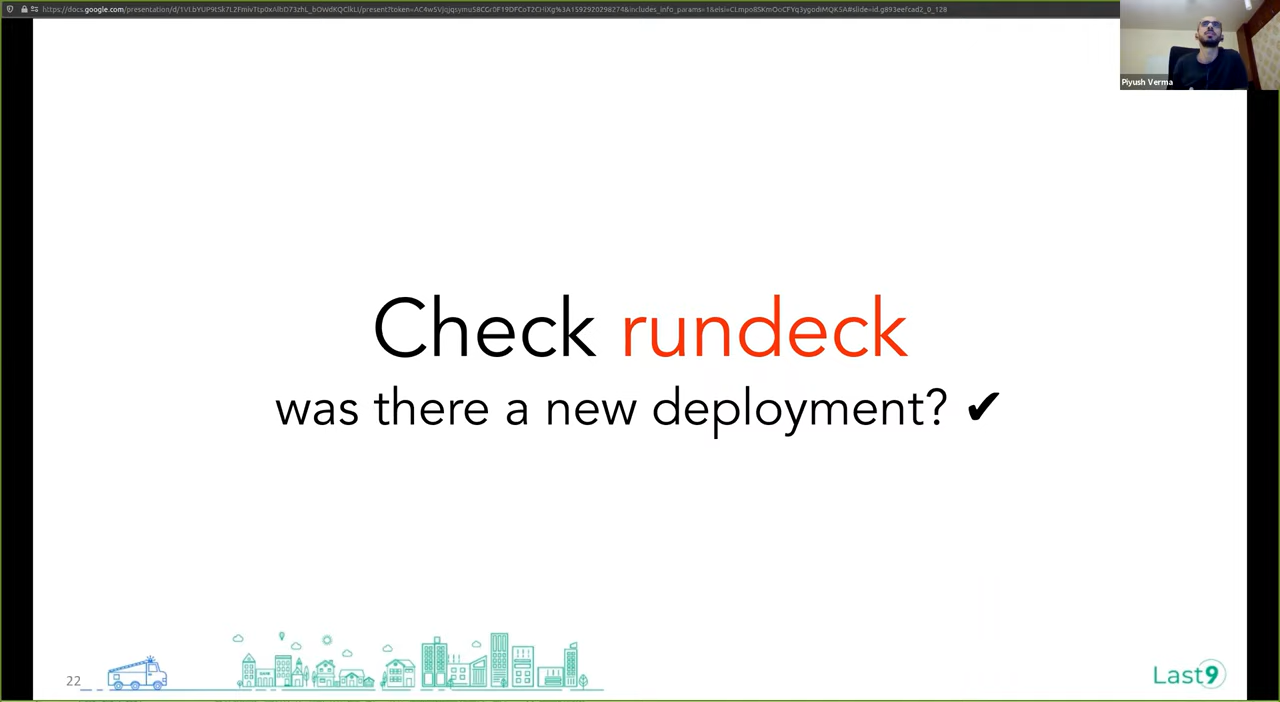 Piyush Verma
Check rundeck
was there a new deployment? ✔
22
Last9